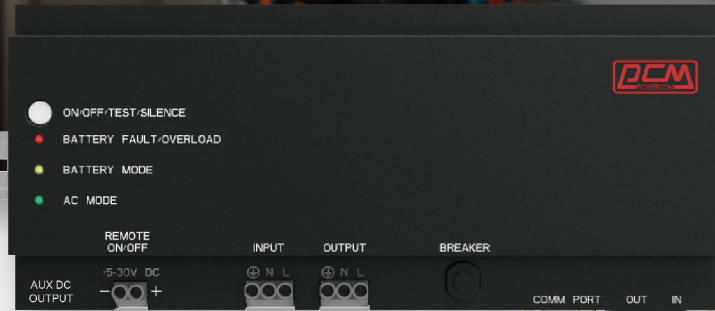 PCM
POWERCOM
ON/OFF/TEST/SILENCE
BATTERY FAULT/OVERLOAD
BATTERY MODE
AC MODE
REMOTE
ON/OFF
INPUT
OUTPUT
BREAKER
+5-30V DC
N L
N L
AUX DC
OUTPUT
- +
COMM PORT
OUT
IN